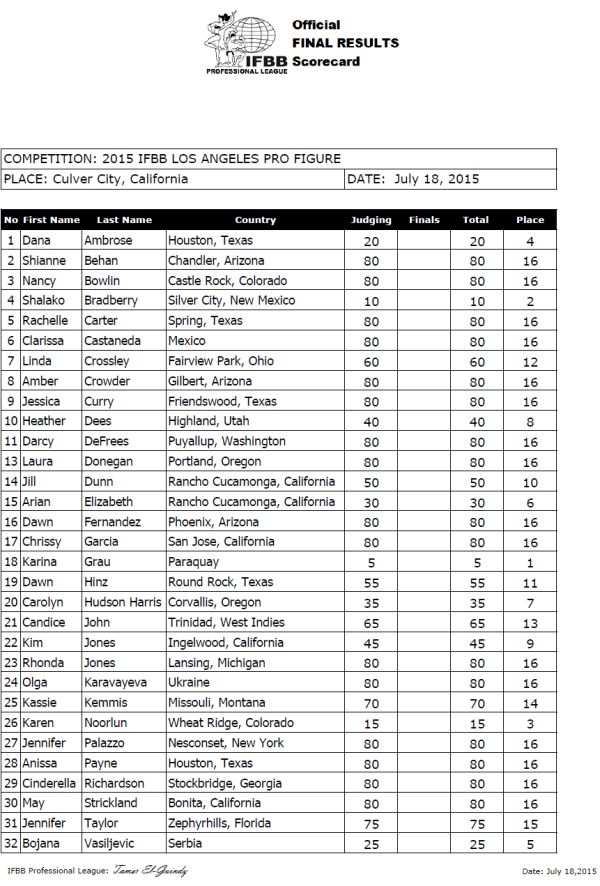 Official
FINAL RESULTS
IFBB Scorecard
PROFESSIONAL LEAGUE
COMPETITION: 2015 IFBB LOS ANGELES PRO FIGURE
PLACE: Culver City, California DATE: July 18, 2015
No First Name Last Name Country Judging Finals Total Place
1 Dana Ambrose Houston, Texas 20 20 4
2 Shianne Behan Chandler, Arizona 80 80 16
3 Nancy Bowlin Castle Rock, Colorado 80 80 16
4 Shalako Bradberry Silver City, New Mexico 10 10 2
5 Rachelle Carter Spring, Texas 80 80 16
6 Clarissa Castaneda Mexico 80 80 16
7 Linda Crossley Fairview Park, Ohio 60 60 12
8 Amber Crowder Gilbert, Arizona 80 80 16
9 Jessica Curry Friendswood, Texas 80 80 16
10 Heather Dees Highland, Utah 40 40 8
11 Darcy DeFrees Puyallup, Washington 80 80 16
13 Laura Donegan Portland, Oregon 80 80 16
14 Jill Dunn Rancho Cucamonga, California 50 50 10
15 Arian Elizabeth Rancho Cucamonga, California 30 30 6
16 Dawn Fernandez Phoenix, Arizona 80 80 16
17 Chrissy Garcia San Jose, California 80 80 16
18 Karina Grau Paraquay 5 5 1
19 Dawn Hinz Round Rock, Texas 55 55 11
20 Carolyn Hudson Harris Corvallis, Oregon 35 35 7
21 Candice John Trinidad, West Indies 65 65 13
22 Kim Jones Ingelwood, California 45 45 9
23 Rhonda Jones Lansing, Michigan 80 80 16
24 Olga Karavayeva Ukraine 80 80 16
25 Kassie Kemmis Missouli, Montana 70 70 14
26 Karen Noorlun Wheat Ridge, Colorado 15 15 3
27 Jennifer Palazzo Nesconset, New York 80 80 16
28 Anissa Payne Houston, Texas 80 80 16
29 Cinderella Richardson Stockbridge, Georgia 80 80 16
30 May Strickland Bonita, California 80 80 16
31 Jennifer Taylor Zephyrhills, Florida 75 75 15
32 Bojana Vasiljevic Serbia 25 25 5
IFBB Professional League: Tamer El-Guindy Date: July 18,2015